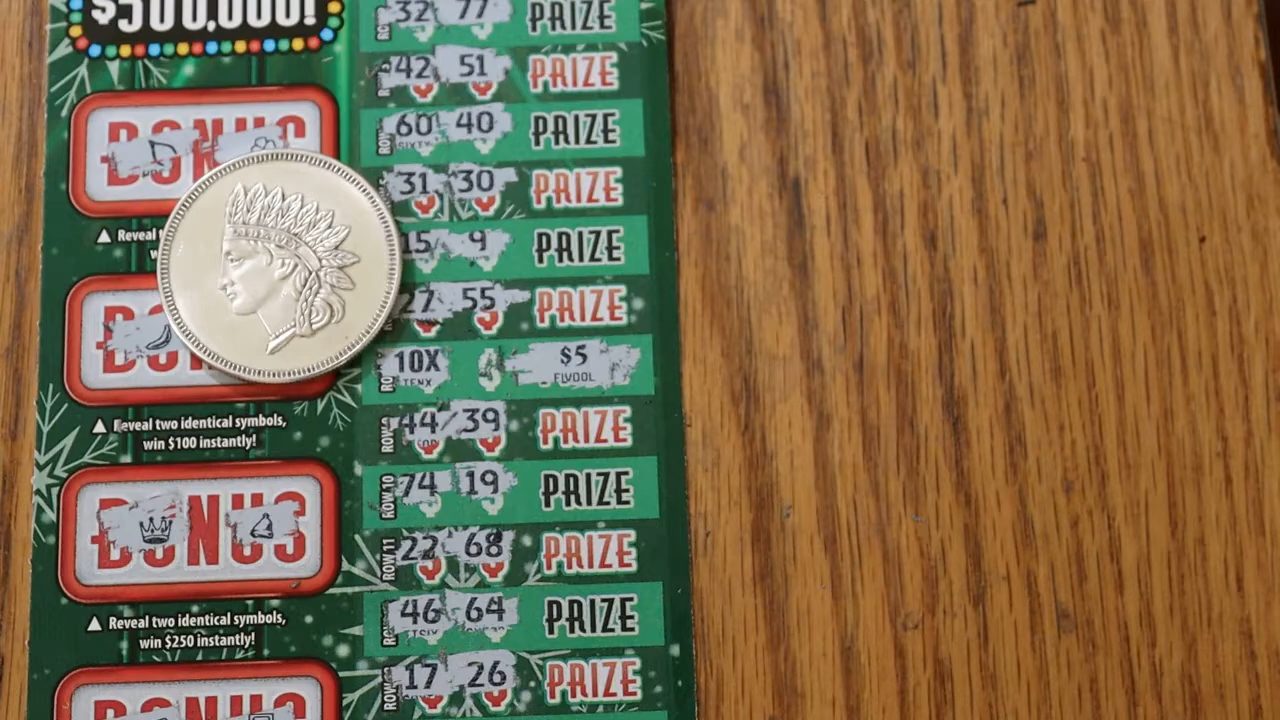 $500,000!
32 77 PRIZE
42 51 PRIZE
60 40 PRIZE
31 30 PRIZE
15 9 PRIZE
27 55 PRIZE
10X $5
TENX FLVDOL
44 39 PRIZE
ROW 10 74 19 PRIZE
ROW 11 22 68 PRIZE
46 64 PRIZE
ROW 17 26 PRIZE
BONUS
Reveal
▲ Reveal two identical symbols,
win $100 instantly!
BONUS
▲ Reveal two identical symbols,
win $250 instantly!
BONUS